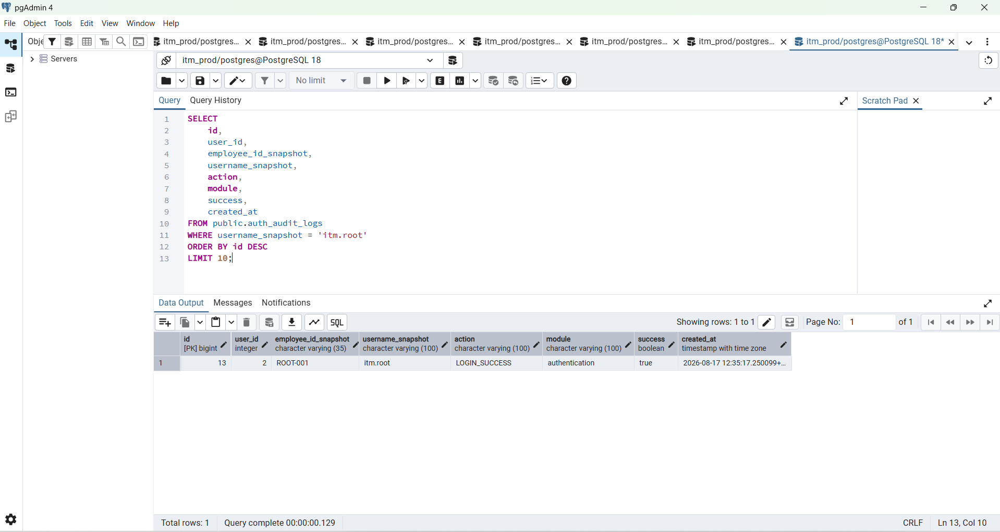 pgAdmin 4
File Object Tools Edit View Window Help
Obje
itm_prod/postgres... itm_prod/postgres... itm_prod/postgres... itm_prod/postgres... itm_prod/postgres... itm_prod/postgres... itm_prod/postgres@PostgreSQL 18*
Servers
itm_prod/postgres@PostgreSQL 18
No limit
E
Query Query History
Scratch Pad
1 SELECT
2 id,
3 user_id,
4 employee_id_snapshot,
5 username_snapshot,
6 action,
7 module,
8 success,
9 created_at
10 FROM public.auth_audit_logs
11 WHERE username_snapshot = 'itm.root'
12 ORDER BY id DESC
13 LIMIT 10;
Data Output Messages Notifications
SQL
Showing rows: 1 to 1
Page No: 1 of 1
id user_id employee_id_snapshot username_snapshot action module success created_at
[PK] bigint integer character varying (35) character varying (100) character varying (100) character varying (100) boolean timestamp with time zone
1 13 2 ROOT-001 itm.root LOGIN_SUCCESS authentication true 2026-08-17 12:35:17.250099+...
Total rows: 1 Query complete 00:00:00.129 CRLF Ln 13, Col 10